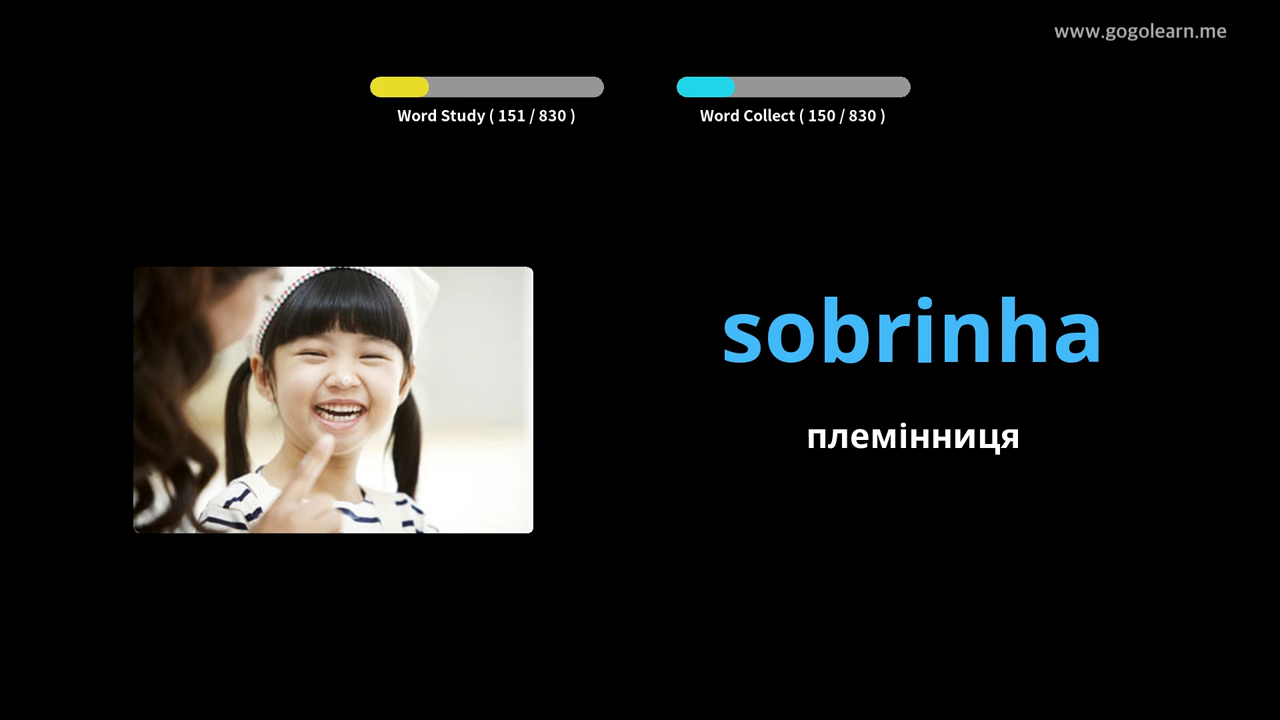 www.gogolearn.me
Word Study ( 151 / 830 )
Word Collect ( 150 / 830 )
sobrinha
племінниця